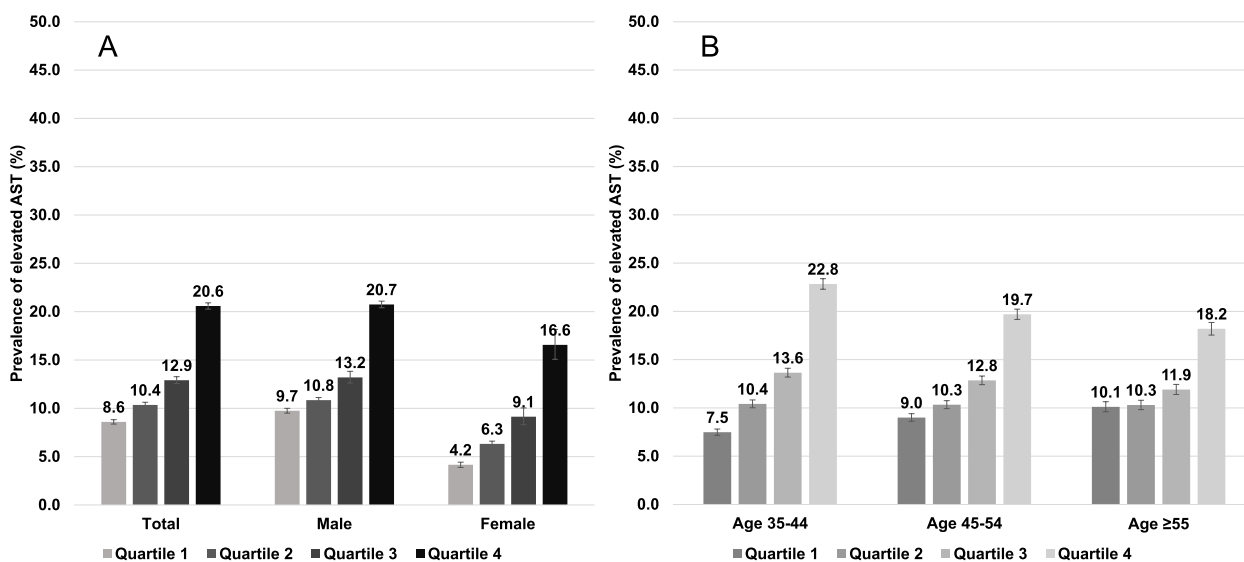 A
Prevalence of elevated AST (%)
50.0
45.0
40.0
35.0
30.0
25.0
20.0
15.0
10.0
5.0
0.0
8.6 10.4 12.9 20.6
9.7 10.8 13.2 20.7
4.2 6.3 9.1 16.6
Total Male Female
Quartile 1 Quartile 2 Quartile 3 Quartile 4
B
Prevalence of elevated AST (%)
50.0
45.0
40.0
35.0
30.0
25.0
20.0
15.0
10.0
5.0
0.0
7.5 10.4 13.6 22.8
9.0 10.3 12.8 19.7
10.1 10.3 11.9 18.2
Age 35-44 Age 45-54 Age ≥55
Quartile 1 Quartile 2 Quartile 3 Quartile 4